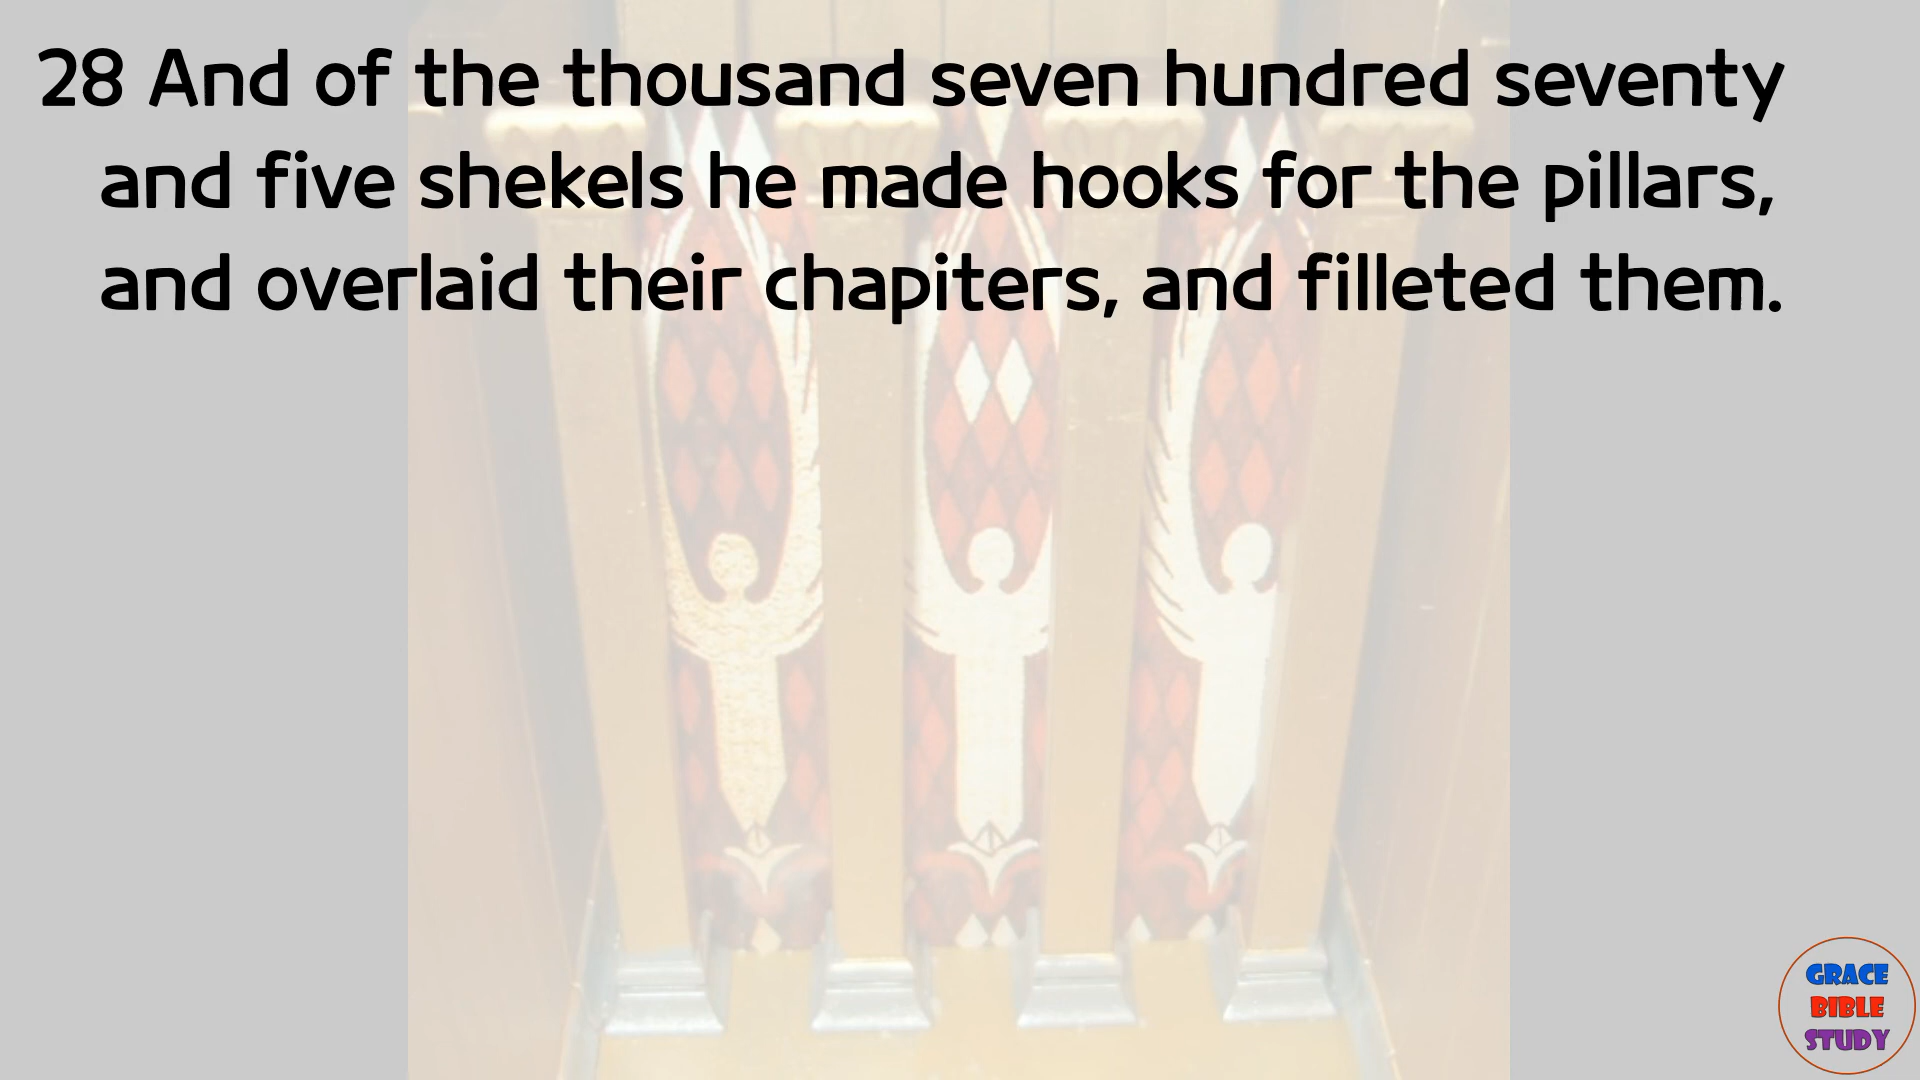 28 And of the thousand seven hundred seventy
and five shekels he made hooks for the pillars,
and overlaid their chapiters, and filleted them.
GRACE
BIBLE
STUDY